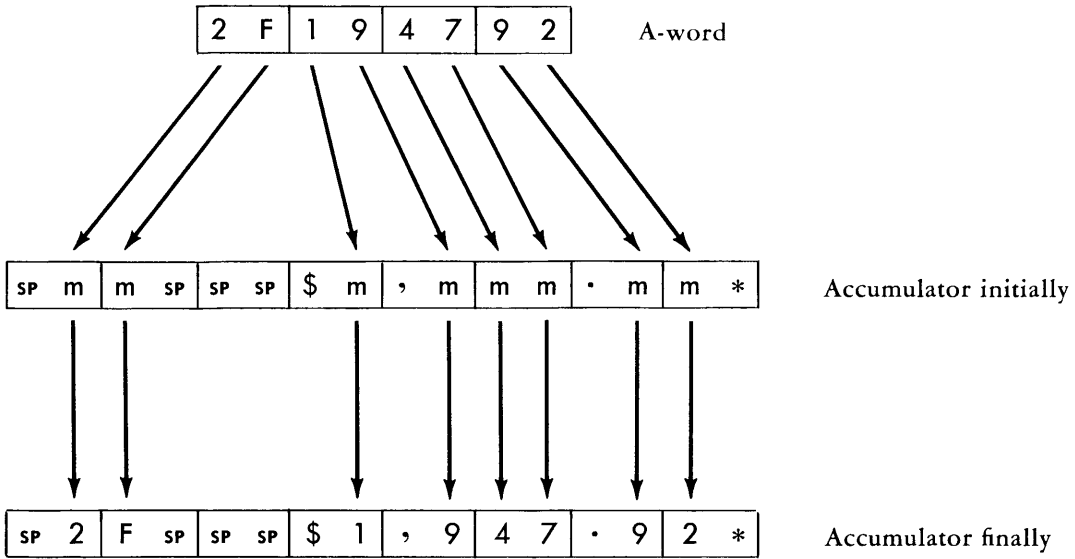 2 F 1 9 4 7 9 2 A-word
SP m m SP SP SP $ m , m m m . m m * Accumulator initially
SP 2 F SP SP SP $ 1 , 9 4 7 . 9 2 * Accumulator finally